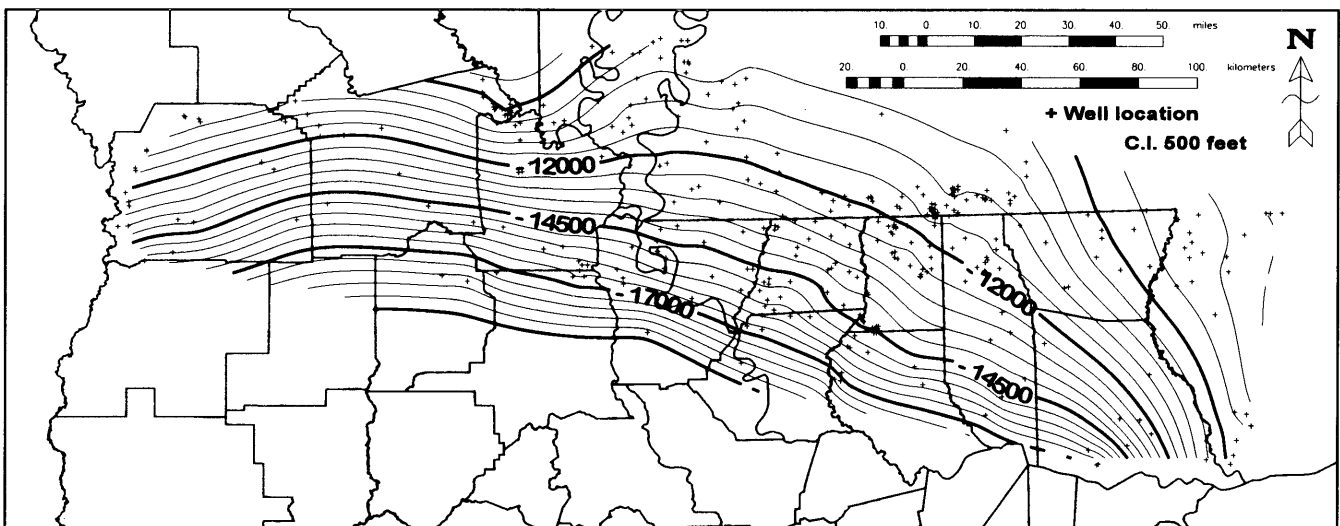 10. 0 20. 30. 40. 50. miles
N
20. 0 20. 40. 60. 80. 100. kilometers
+ Well location
C.I. 500 feet
- 12000
- 14500
- 17000
- 12000
- 14500